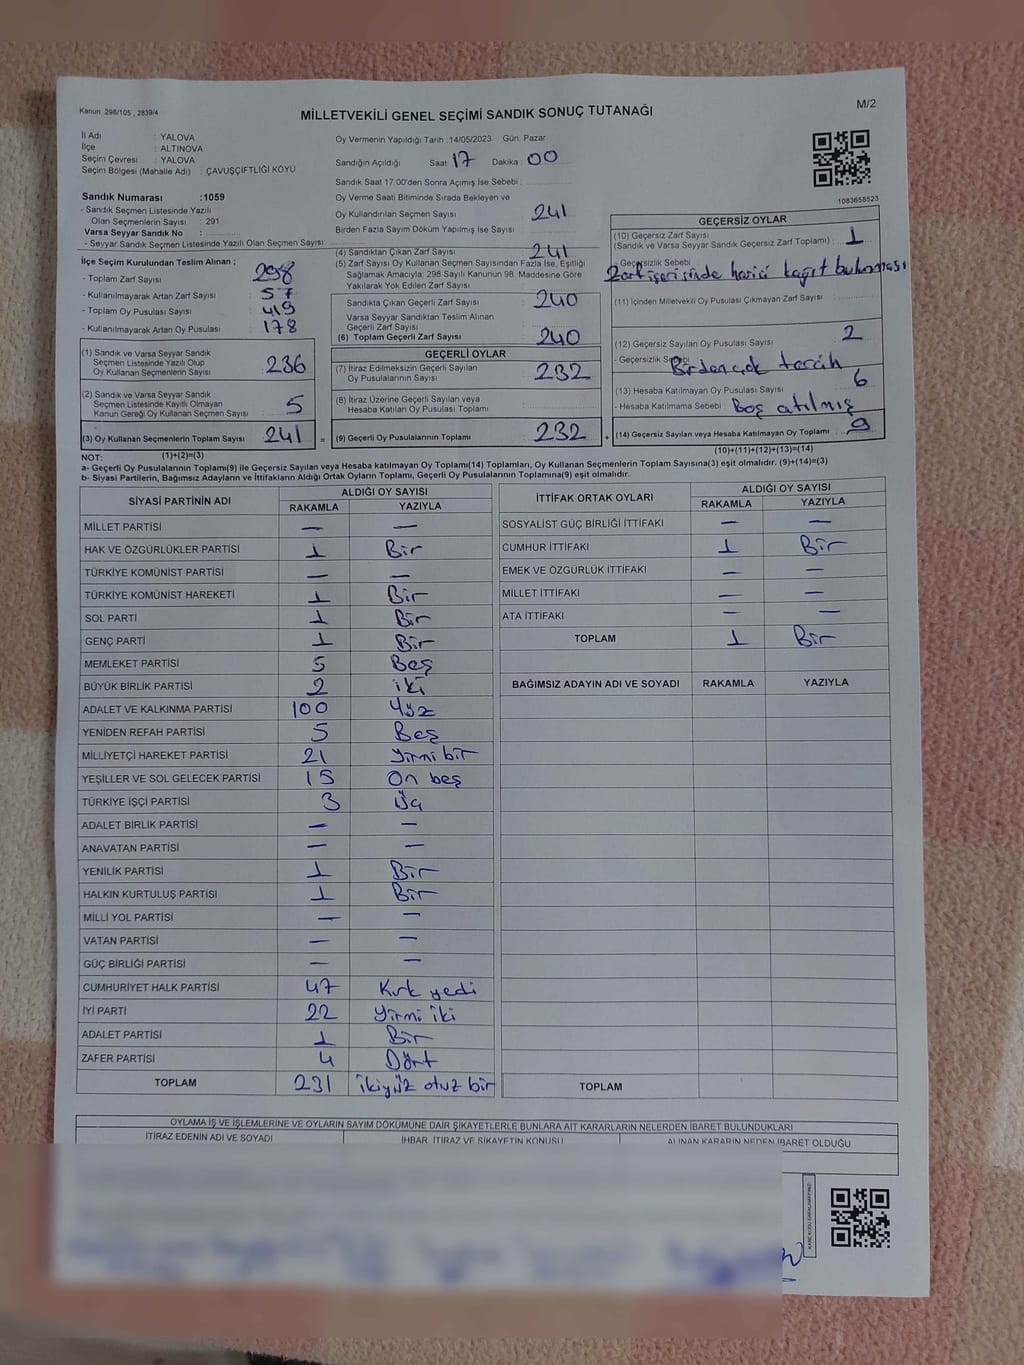 Kanun 298/105 , 2839/4
MİLLETVEKİLİ GENEL SEÇİMİ SANDIK SONUÇ TUTANAĞI
M/2
İl Adı : YALOVA
İlçe : ALTINOVA
Seçim Çevresi : YALOVA
Seçim Bölgesi (Mahalle Adı) : ÇAVUŞÇİFTLİĞİ KÖYÜ
Sandık Numarası :1059
- Sandık Seçmen Listesinde Yazılı
Olan Seçmenlerin Sayısı : 291
Varsa Seyyar Sandık No :
- Seyyar Sandık Seçmen Listesinde Yazılı Olan Seçmen Sayısı:
İlçe Seçim Kurulundan Teslim Alınan ;
- Toplam Zarf Sayısı 298
- Kullanılmayarak Artan Zarf Sayısı 57
- Toplam Oy Pusulası Sayısı 419
- Kullanılmayarak Artan Oy Pusulası 178
(1) Sandık ve Varsa Seyyar Sandık
Seçmen Listesinde Yazılı Olup
Oy Kullanan Seçmenlerin Sayısı 236
(2) Sandık ve Varsa Seyyar Sandık
Seçmen Listesinde Kayıtlı Olmayan
Kanun Gereği Oy Kullanan Seçmen Sayısı 5
(3) Oy Kullanan Seçmenlerin Toplam Sayısı 241 =
(1)+(2)=(3)
Oy Vermenin Yapıldığı Tarih : 14/05/2023 Gün: Pazar
Sandığın Açıldığı Saat 17 Dakika 00
Sandık Saat 17:00'den Sonra Açımış İse Sebebi :
Oy Verme Saati Bitiminde Sırada Bekleyen ve
Oy Kullandırılan Seçmen Sayısı 241
Birden Fazla Sayım Döküm Yapılmış İse Sayısı :
(4) Sandıktan Çıkan Zarf Sayısı 241
(5) Zarf Sayısı Oy Kullanan Seçmen Sayısından Fazla İse, Eşitliği
Sağlamak Amacıyla; 298 Sayılı Kanunun 98. Maddesine Göre
Yakılarak Yok Edilen Zarf Sayısı
Sandıkta Çıkan Geçerli Zarf Sayısı 240
Varsa Seyyar Sandıktan Teslim Alınan
Geçerli Zarf Sayısı
(6) Toplam Geçerli Zarf Sayısı 240
GEÇERLİ OYLAR
(7) İtiraz Edilmeksizin Geçerli Sayılan
Oy Pusulalarının Sayısı 232
(8) İtiraz Üzerine Geçerli Sayılan veya
Hesaba Katılan Oy Pusulası Toplamı
(9) Geçerli Oy Pusulalarının Toplamı 232 +
1083658523
GEÇERSİZ OYLAR
(10) Geçersiz Zarf Sayısı 1
(Sandık ve Varsa Seyyar Sandık Geçersiz Zarf Toplamı) :
- Geçersizlik Sebebi
Zarf içerisinde harici kağıt bulunması
(11) İçinden Milletvekili Oy Pusulası Çıkmayan Zarf Sayısı
(12) Geçersiz Sayılan Oy Pusulası Sayısı 2
- Geçersizlik Sebebi : Birden çok tercih
(13) Hesaba Katılmayan Oy Pusulası Sayısı 6
- Hesaba Katılmama Sebebi : Boş atılmış
(14) Geçersiz Sayılan veya Hesaba Katılmayan Oy Toplamı 9
(10)+(11)+(12)+(13)=(14)
NOT:
a- Geçerli Oy Pusulalarının Toplamı(9) ile Geçersiz Sayılan veya Hesaba katılmayan Oy Toplam(14) Toplamları, Oy Kullanan Seçmenlerin Toplam Sayısına(3) eşit olmalıdır. (9)+(14)=(3)
b- Siyasi Partilerin, Bağımsız Adayların ve İttifakların Aldığı Ortak Oyların Toplamı, Geçerli Oy Pusulalarının Toplamına(9) eşit olmalıdır.
SİYASİ PARTİNİN ADI ALDIĞI OY SAYISI
RAKAMLA YAZIYLA
MİLLET PARTİSİ — —
HAK VE ÖZGÜRLÜKLER PARTİSİ 1 Bir
TÜRKİYE KOMÜNİST PARTİSİ — —
TÜRKİYE KOMÜNİST HAREKETİ 1 Bir
SOL PARTİ 1 Bir
GENÇ PARTİ 1 Bir
MEMLEKET PARTİSİ 5 Beş
BÜYÜK BİRLİK PARTİSİ 2 iki
ADALET VE KALKINMA PARTİSİ 100 Yüz
YENİDEN REFAH PARTİSİ 5 Beş
MİLLİYETÇİ HAREKET PARTİSİ 21 Yirmi bir
YEŞİLLER VE SOL GELECEK PARTİSİ 15 On beş
TÜRKİYE İŞÇİ PARTİSİ 3 Üç
ADALET BİRLİK PARTİSİ — —
ANAVATAN PARTİSİ — —
YENİLİK PARTİSİ 1 Bir
HALKIN KURTULUŞ PARTİSİ 1 Bir
MİLLİ YOL PARTİSİ — —
VATAN PARTİSİ — —
GÜÇ BİRLİĞİ PARTİSİ — —
CUMHURİYET HALK PARTİSİ 47 Kırk yedi
İYİ PARTİ 22 Yirmi iki
ADALET PARTİSİ 1 Bir
ZAFER PARTİSİ 4 Dört
TOPLAM 231 ikiyüz otuz bir
İTTİFAK ORTAK OYLARI ALDIĞI OY SAYISI
RAKAMLA YAZIYLA
SOSYALİST GÜÇ BİRLİĞİ İTTİFAKI — —
CUMHUR İTTİFAKI 1 Bir
EMEK VE ÖZGÜRLÜK İTTİFAKI — —
MİLLET İTTİFAKI — —
ATA İTTİFAKI — —
TOPLAM 1 Bir
BAĞIMSIZ ADAYIN ADI VE SOYADI RAKAMLA YAZIYLA
TOPLAM
OYLAMA İŞ VE İŞLEMLERİNE VE OYLARIN SAYIM DÖKÜMÜNE DAİR ŞİKAYETLERLE BUNLARA AİT KARARLARIN NELERDEN İBARET BULUNDUKLARI
İTİRAZ EDENİN ADI VE SOYADI İHBAR, İTİRAZ VE ŞİKAYETİN KONUSU ALINAN KARARIN NEDEN İBARET OLDUĞU